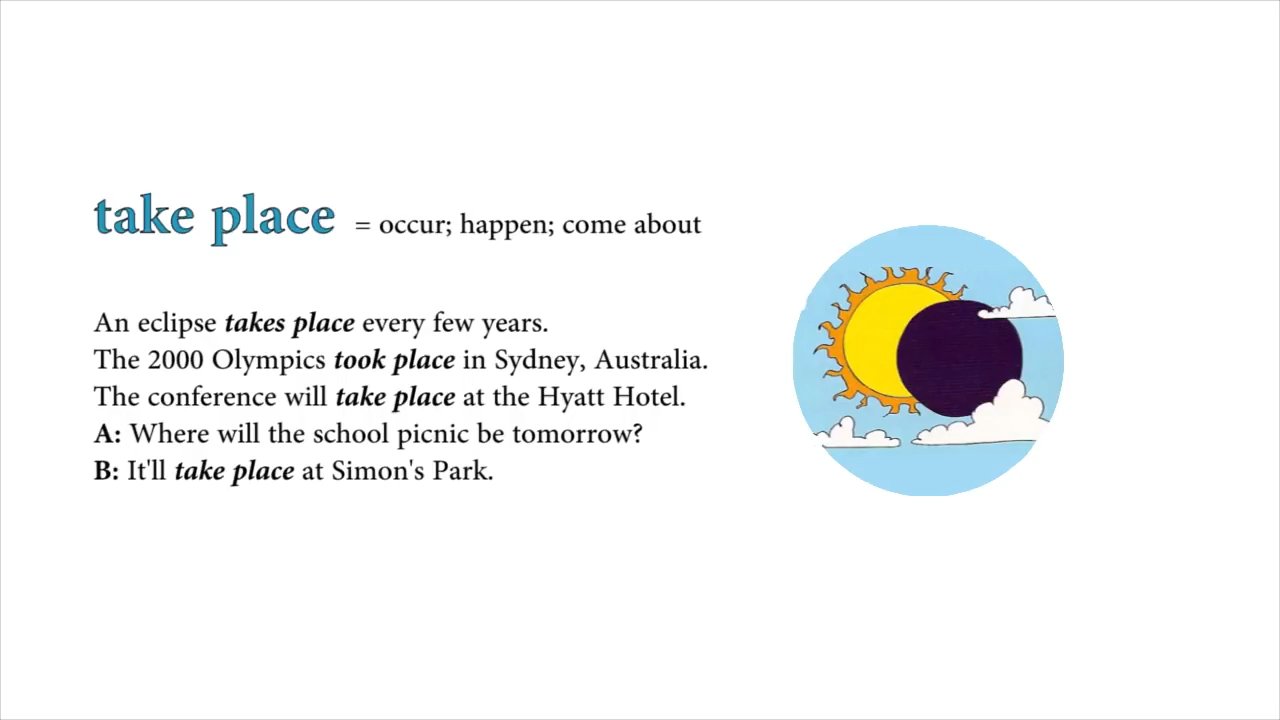 take place = occur; happen; come about
An eclipse takes place every few years.
The 2000 Olympics took place in Sydney, Australia.
The conference will take place at the Hyatt Hotel.
A: Where will the school picnic be tomorrow?
B: It'll take place at Simon's Park.